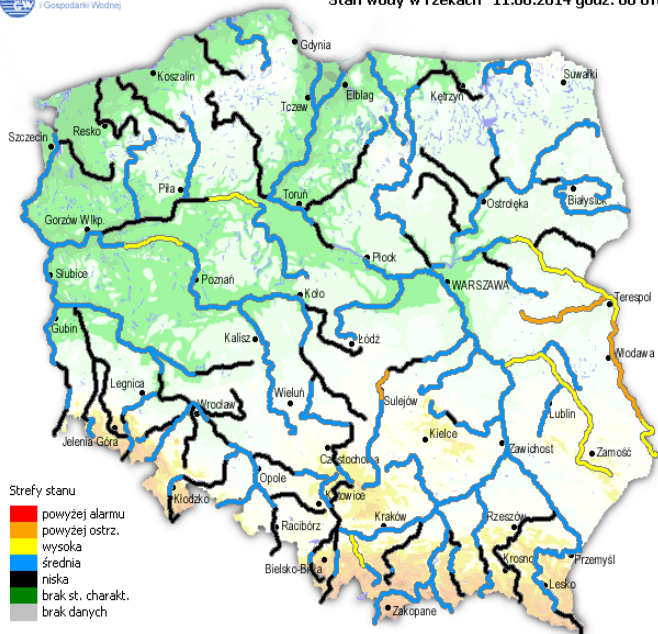 i Gospodarki Wodnej
Gdynia
Koszalin
Suwałki
Elbląg
Kętrzyn
Tczew
Szczecin
Resko
Piła
Toruń
Ostrołęka
Białystok
Gorzów Wlkp.
Płock
Słubice
Poznań
WARSZAWA
Koło
Terespol
Gubin
Kalisz
Łódź
Włodawa
Legnica
Wieluń
Sulejów
Wrocław
Lublin
Jelenia Góra
Kielce
Zawichost
Zamość
Częstochowa
Opole
Kłodzko
Katowice
Racibórz
Kraków
Rzeszów
Bielsko-Biała
Krosno
Przemyśl
Lesko
Zakopane
Strefy stanu
powyżej alarmu
powyżej ostrz.
wysoka
średnia
niska
brak st. charakt.
brak danych